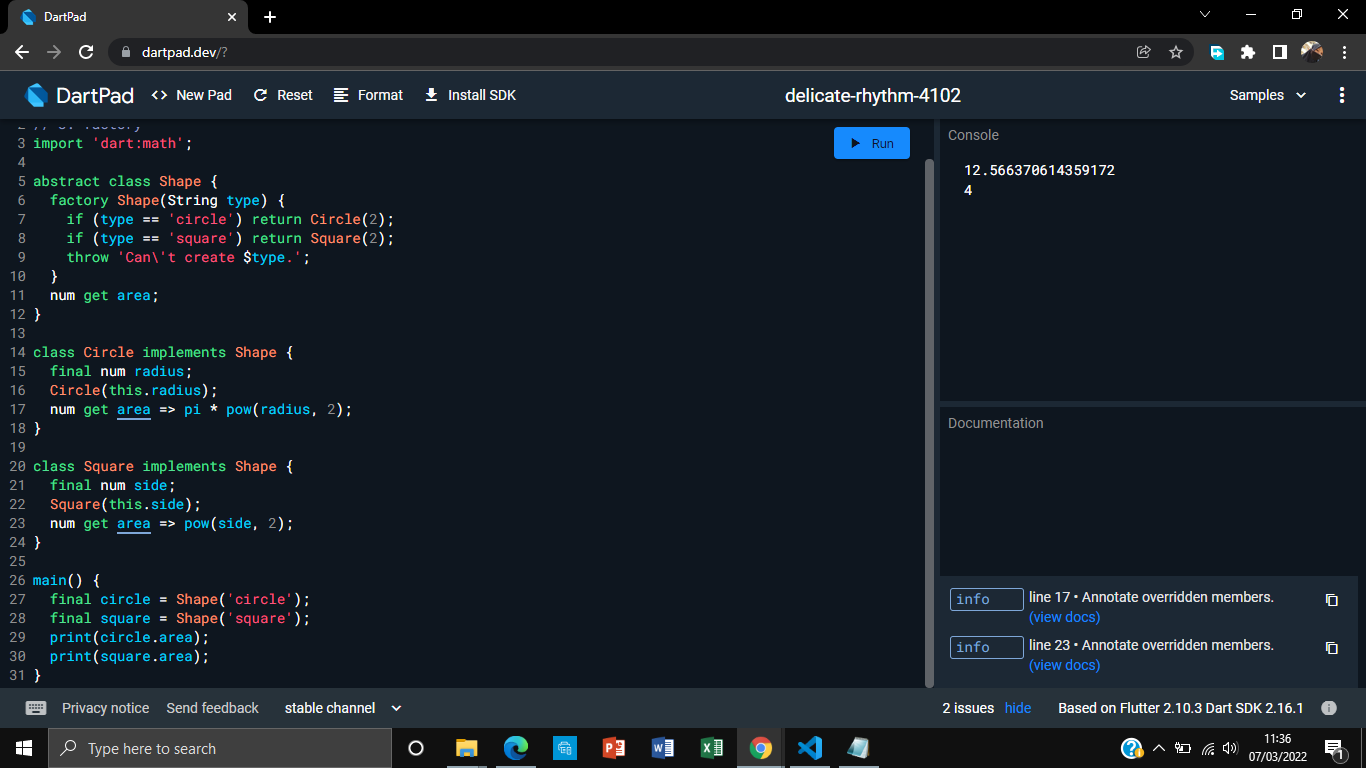 DartPad
dartpad.dev/?
DartPad
New Pad
Reset
Format
Install SDK
delicate-rhythm-4102
Samples
3 import 'dart:math';
4
5 abstract class Shape {
6 factory Shape(String type) {
7 if (type == 'circle') return Circle(2);
8 if (type == 'square') return Square(2);
9 throw 'Can\'t create $type.';
10 }
11 num get area;
12 }
13
14 class Circle implements Shape {
15 final num radius;
16 Circle(this.radius);
17 num get area => pi * pow(radius, 2);
18 }
19
20 class Square implements Shape {
21 final num side;
22 Square(this.side);
23 num get area => pow(side, 2);
24 }
25
26 main() {
27 final circle = Shape('circle');
28 final square = Shape('square');
29 print(circle.area);
30 print(square.area);
31 }
Run
Console
12.566370614359172
4
Documentation
info line 17 • Annotate overridden members.
(view docs)
info line 23 • Annotate overridden members.
(view docs)
Privacy notice
Send feedback
stable channel
2 issues hide
Based on Flutter 2.10.3 Dart SDK 2.16.1
Type here to search
11:36
07/03/2022
1